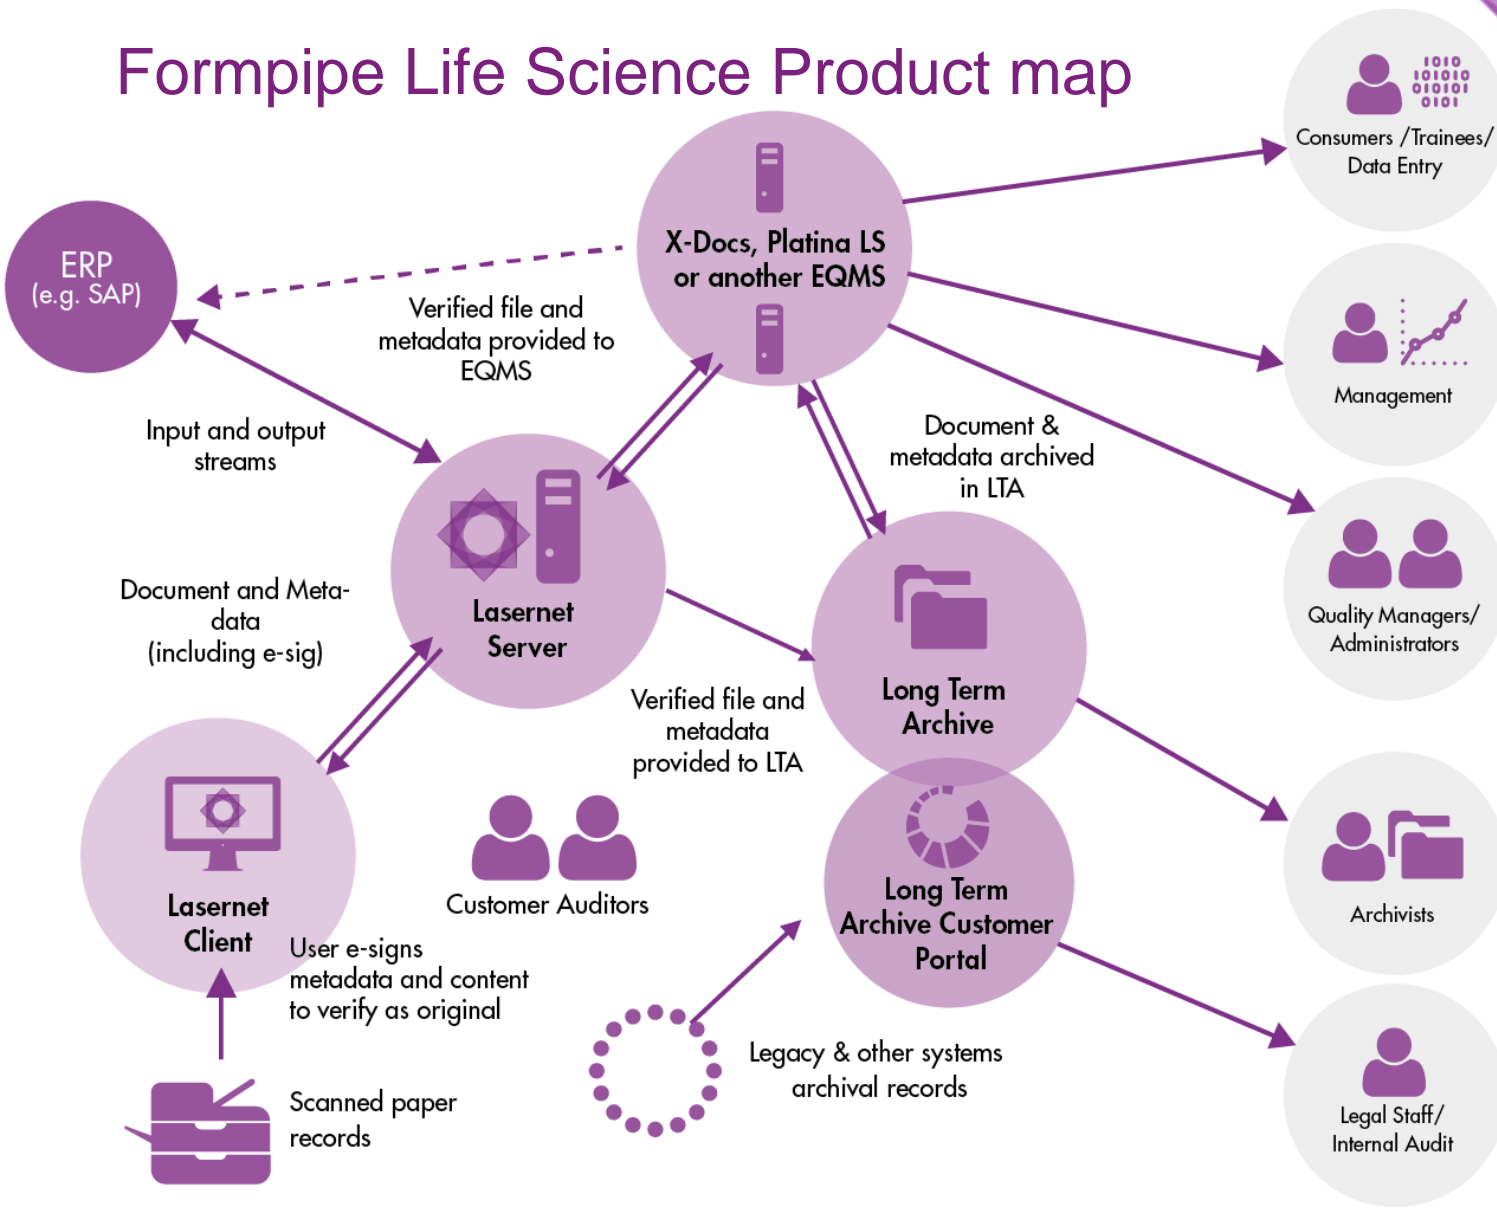 Formpipe Life Science Product map
1010
101010
010101
0101
Consumers /Trainees/
Data Entry
X-Docs, Platina LS
or another EQMS
ERP
(e.g. SAP)
Verified file and
metadata provided to
EQMS
Management
Input and output
streams
Document &
metadata archived
in LTA
Document and Meta-
data
(including e-sig)
Lasernet
Server
Quality Managers/
Administrators
Verified file and
metadata
provided to LTA
Long Term
Archive
Lasernet
Client
Customer Auditors
Long Term
Archive Customer
Portal
Archivists
User e-signs
metadata and content
to verify as original
Scanned paper
records
Legacy & other systems
archival records
Legal Staff/
Internal Audit